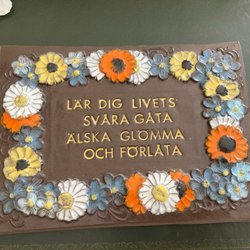 LÄR DIG LIVETS
SVÅRA GÅTA
ÄLSKA GLÖMMA
OCH FÖRLÅTA